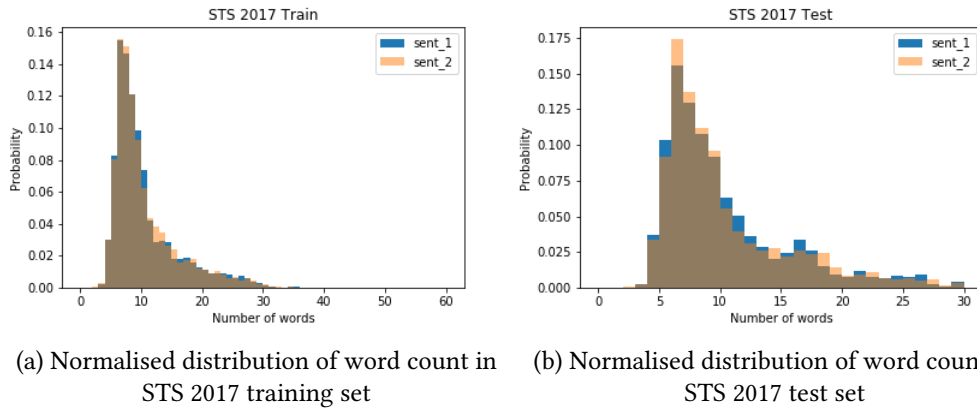 STS 2017 Train
0.16
0.14
0.12
0.10
0.08
0.06
0.04
0.02
0.00
Probability
sent_1
sent_2
0 10 20 30 40 50 60
Number of words
STS 2017 Test
0.175
0.150
0.125
0.100
0.075
0.050
0.025
0.000
Probability
sent_1
sent_2
0 5 10 15 20 25 30
Number of words
(a) Normalised distribution of word count in
STS 2017 training set
(b) Normalised distribution of word coun
STS 2017 test set